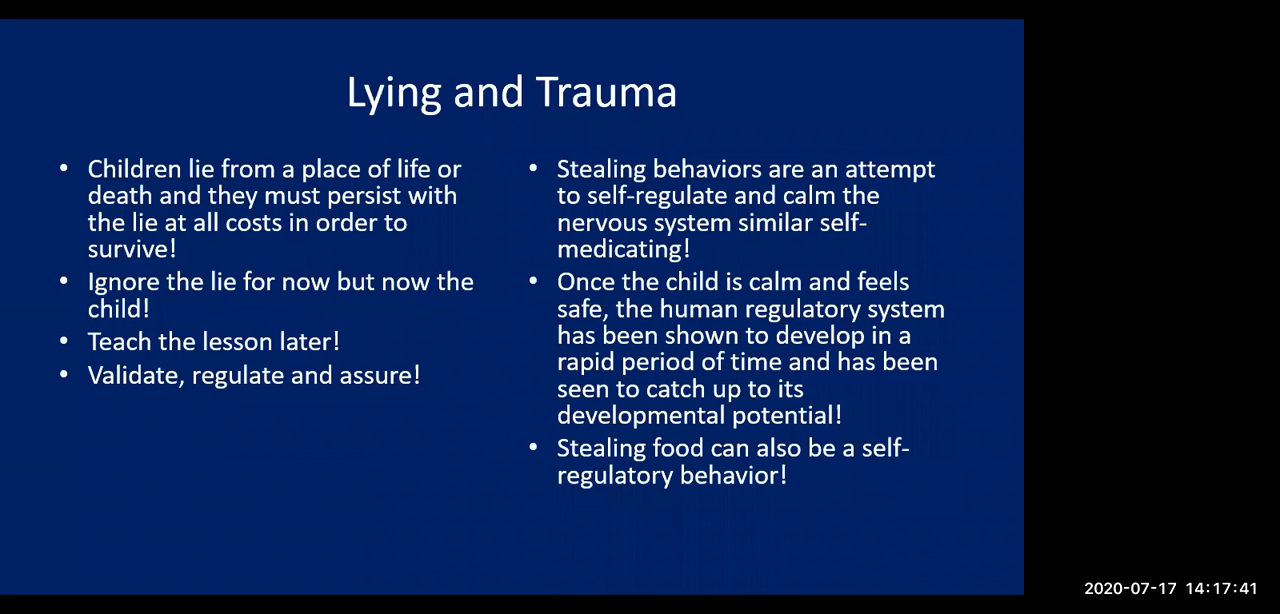 Lying and Trauma
• Children lie from a place of life or
death and they must persist with
the lie at all costs in order to
survive!
• Ignore the lie for now but now the
child!
• Teach the lesson later!
• Validate, regulate and assure!
• Stealing behaviors are an attempt
to self-regulate and calm the
nervous system similar self-
medicating!
• Once the child is calm and feels
safe, the human regulatory system
has been shown to develop in a
rapid period of time and has been
seen to catch up to its
developmental potential!
• Stealing food can also be a self-
regulatory behavior!
2020-07-17 14:17:41